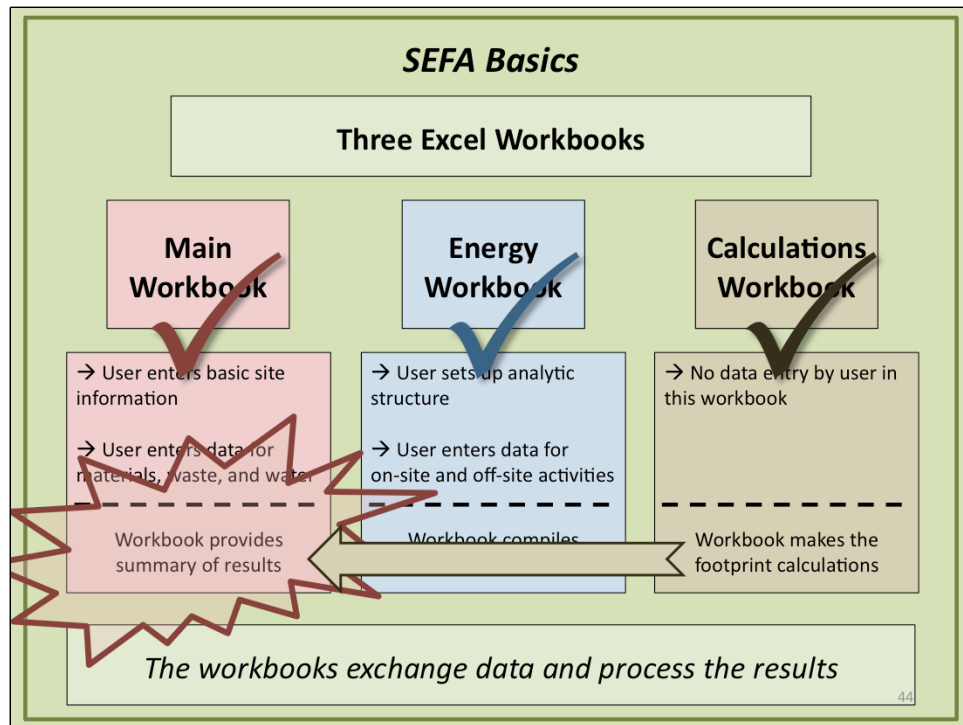 SEFA Basics
Three Excel Workbooks
Main
Workbook
Energy
Workbook
Calculations
Workbook
→ User enters basic site
information
→ User enters data for
materials, waste, and water
Workbook provides
summary of results
→ User sets up analytic
structure
→ User enters data for
on-site and off-site activities
Workbook compiles
→ No data entry by user in
this workbook
Workbook makes the
footprint calculations
The workbooks exchange data and process the results
44